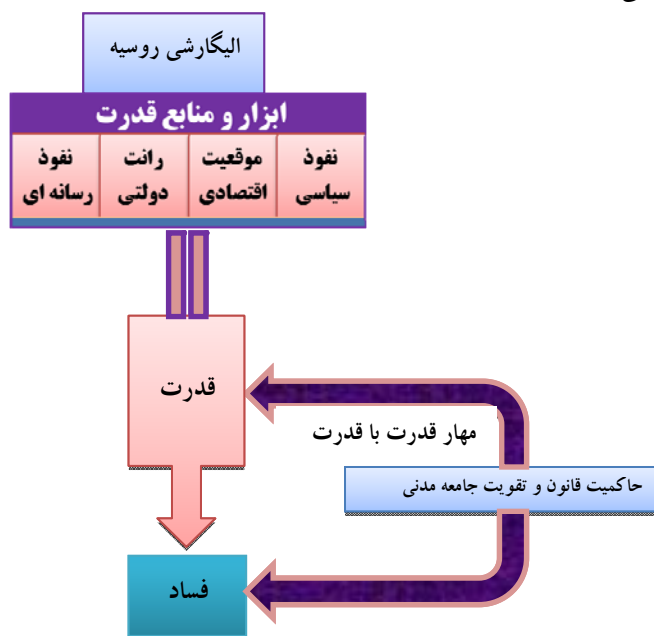 الیگارشی روسیه
ابزار و منابع قدرت
نفوذ سیاسی
موقعیت اقتصادی
رانت دولتی
نفوذ رسانه ای
قدرت
مهار قدرت با قدرت
حاکمیت قانون و تقویت جامعه مدنی
فساد